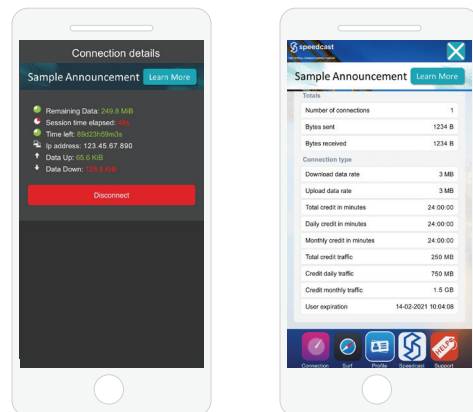 Connection details
Sample Announcement Learn More
Remaining Data: 249.8 MiB
Session time elapsed:
Time left: 89d23h59m3s
Ip address: 123.45.67.890
Data Up: 65.6 KiB
Data Down: 125.8 KiB
Disconnect
speedcast
Sample Announcement Learn More
Totals
Number of connections 1
Bytes sent 1234 B
Bytes received 1234 B
Connection type
Download data rate 3 MB
Upload data rate 3 MB
Total credit in minutes 24:00:00
Daily credit in minutes 24:00:00
Monthly credit in minutes 24:00:00
Total credit traffic 250 MB
Credit daily traffic 750 MB
Credit monthly traffic 1.5 GB
User expiration 14-02-2021 10:04:08
HELP
Connection Surf Profile Speedcast Support